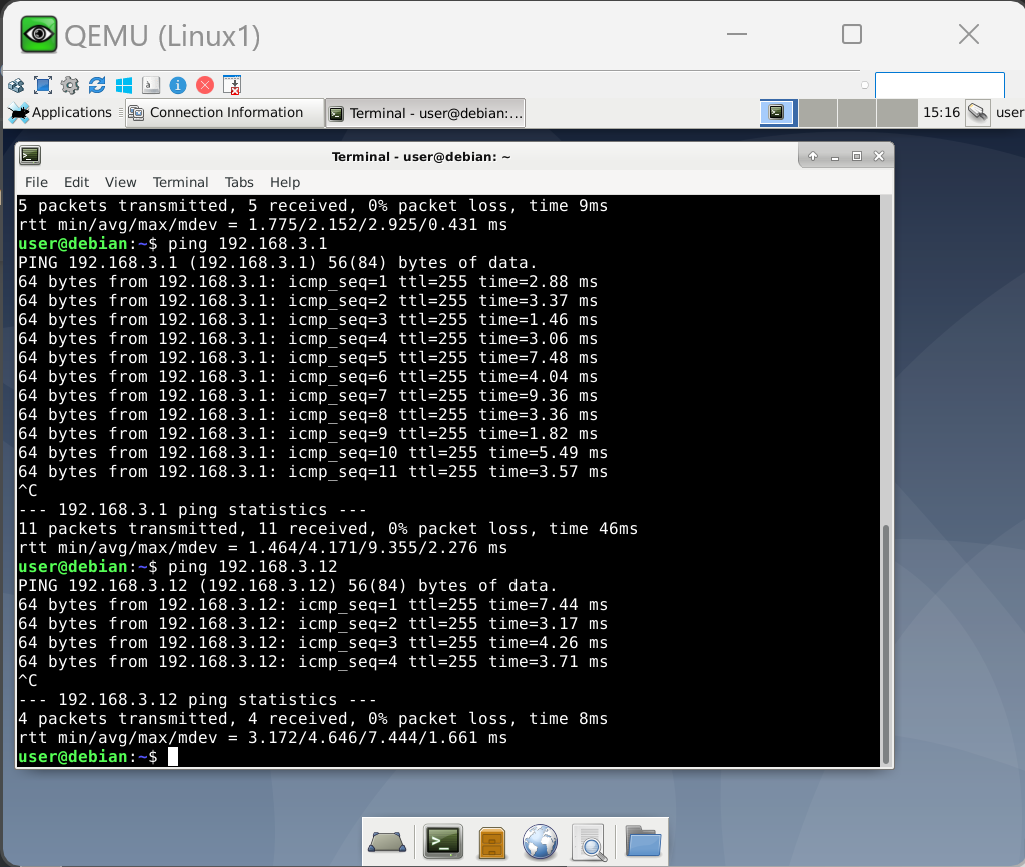 QEMU (Linux1)
Applications
Connection Information
Terminal - user@debian:...
15:16
user
Terminal - user@debian: ~
File Edit View Terminal Tabs Help
5 packets transmitted, 5 received, 0% packet loss, time 9ms
rtt min/avg/max/mdev = 1.775/2.152/2.925/0.431 ms
user@debian:~$ ping 192.168.3.1
PING 192.168.3.1 (192.168.3.1) 56(84) bytes of data.
64 bytes from 192.168.3.1: icmp_seq=1 ttl=255 time=2.88 ms
64 bytes from 192.168.3.1: icmp_seq=2 ttl=255 time=3.37 ms
64 bytes from 192.168.3.1: icmp_seq=3 ttl=255 time=1.46 ms
64 bytes from 192.168.3.1: icmp_seq=4 ttl=255 time=3.06 ms
64 bytes from 192.168.3.1: icmp_seq=5 ttl=255 time=7.48 ms
64 bytes from 192.168.3.1: icmp_seq=6 ttl=255 time=4.04 ms
64 bytes from 192.168.3.1: icmp_seq=7 ttl=255 time=9.36 ms
64 bytes from 192.168.3.1: icmp_seq=8 ttl=255 time=3.36 ms
64 bytes from 192.168.3.1: icmp_seq=9 ttl=255 time=1.82 ms
64 bytes from 192.168.3.1: icmp_seq=10 ttl=255 time=5.49 ms
64 bytes from 192.168.3.1: icmp_seq=11 ttl=255 time=3.57 ms
^C
--- 192.168.3.1 ping statistics ---
11 packets transmitted, 11 received, 0% packet loss, time 46ms
rtt min/avg/max/mdev = 1.464/4.171/9.355/2.276 ms
user@debian:~$ ping 192.168.3.12
PING 192.168.3.12 (192.168.3.12) 56(84) bytes of data.
64 bytes from 192.168.3.12: icmp_seq=1 ttl=255 time=7.44 ms
64 bytes from 192.168.3.12: icmp_seq=2 ttl=255 time=3.17 ms
64 bytes from 192.168.3.12: icmp_seq=3 ttl=255 time=4.26 ms
64 bytes from 192.168.3.12: icmp_seq=4 ttl=255 time=3.71 ms
^C
--- 192.168.3.12 ping statistics ---
4 packets transmitted, 4 received, 0% packet loss, time 8ms
rtt min/avg/max/mdev = 3.172/4.646/7.444/1.661 ms
user@debian:~$